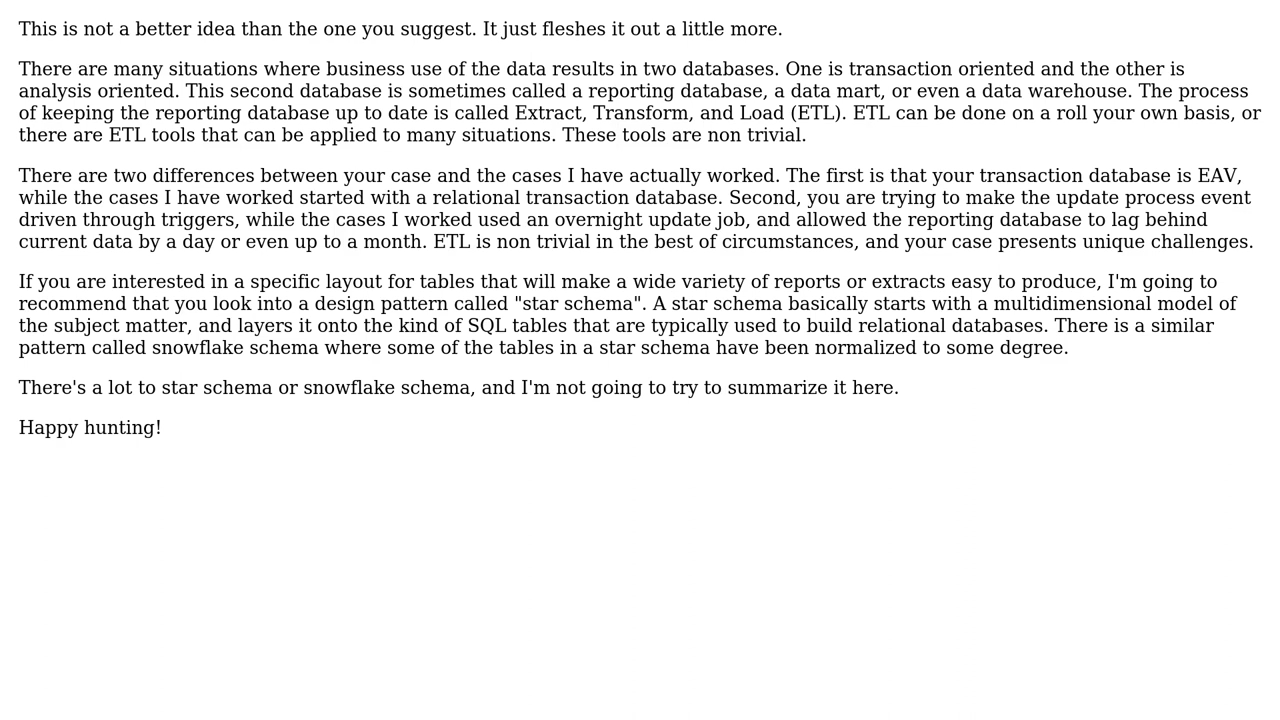 This is not a better idea than the one you suggest. It just fleshes it out a little more.
There are many situations where business use of the data results in two databases. One is transaction oriented and the other is
analysis oriented. This second database is sometimes called a reporting database, a data mart, or even a data warehouse. The process
of keeping the reporting database up to date is called Extract, Transform, and Load (ETL). ETL can be done on a roll your own basis, or
there are ETL tools that can be applied to many situations. These tools are non trivial.
There are two differences between your case and the cases I have actually worked. The first is that your transaction database is EAV,
while the cases I have worked started with a relational transaction database. Second, you are trying to make the update process event
driven through triggers, while the cases I worked used an overnight update job, and allowed the reporting database to lag behind
current data by a day or even up to a month. ETL is non trivial in the best of circumstances, and your case presents unique challenges.
If you are interested in a specific layout for tables that will make a wide variety of reports or extracts easy to produce, I'm going to
recommend that you look into a design pattern called "star schema". A star schema basically starts with a multidimensional model of
the subject matter, and layers it onto the kind of SQL tables that are typically used to build relational databases. There is a similar
pattern called snowflake schema where some of the tables in a star schema have been normalized to some degree.
There's a lot to star schema or snowflake schema, and I'm not going to try to summarize it here.
Happy hunting!